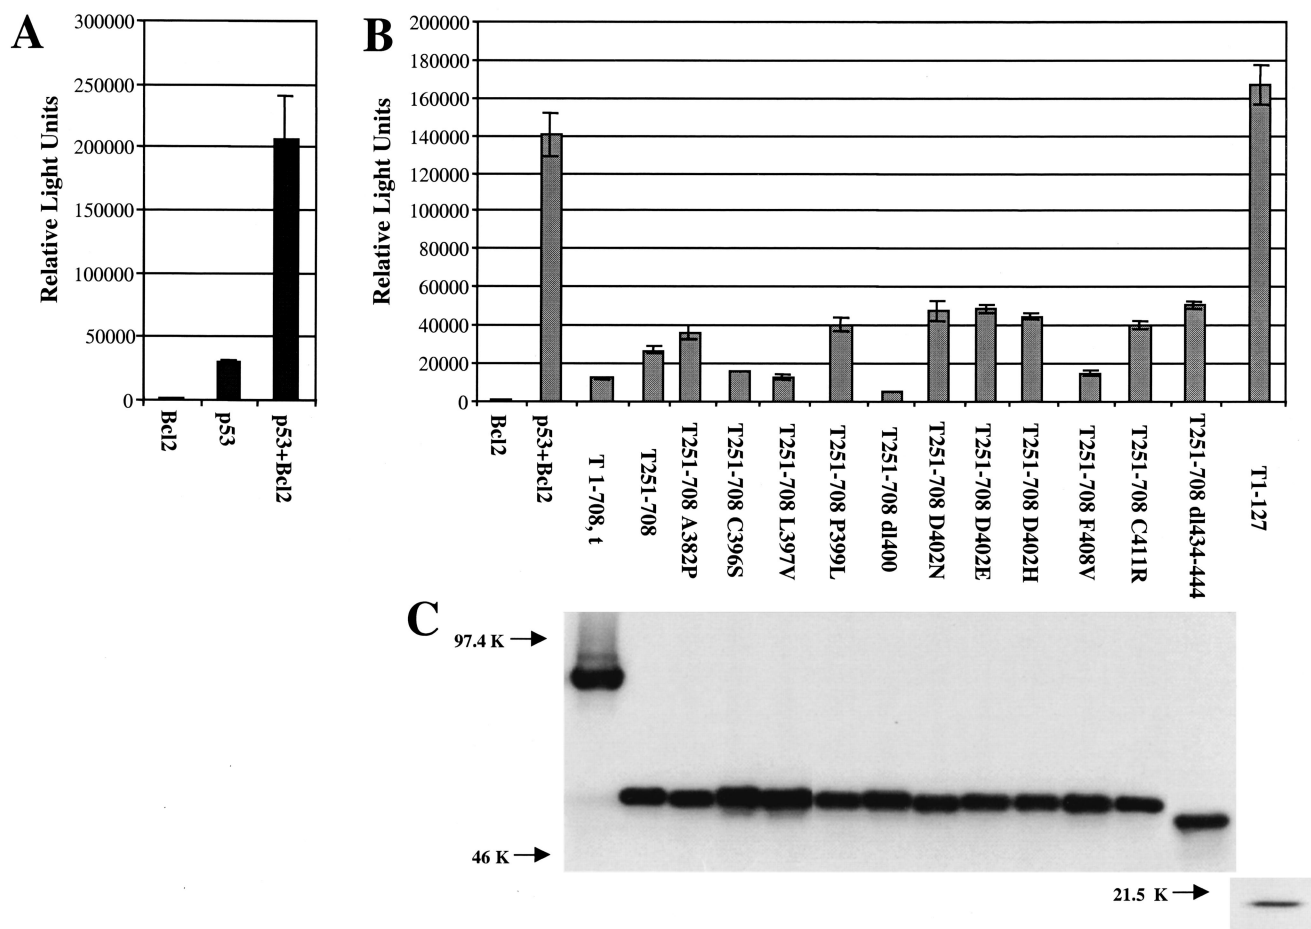 A
Relative Light Units
300000
250000
200000
150000
100000
50000
0
Bcl2
p53
p53+Bcl2
B
Relative Light Units
200000
180000
160000
140000
120000
100000
80000
60000
40000
20000
0
Bcl2
p53+Bcl2
T 1-708, t
T251-708
T251-708 A382P
T251-708 C396S
T251-708 L397V
T251-708 P399L
T251-708 dl400
T251-708 D402N
T251-708 D402E
T251-708 D402H
T251-708 F408V
T251-708 C411R
T251-708 dl434-444
T1-127
C
97.4 K
46 K
21.5 K